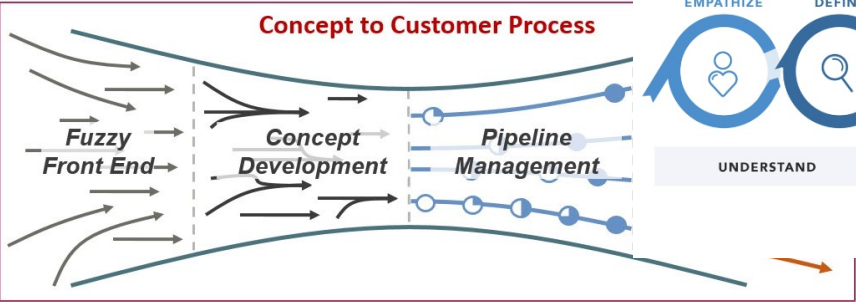 Concept to Customer Process
EMPATHIZE
Fuzzy
Front End
Concept
Development
Pipeline
Management
UNDERSTAND